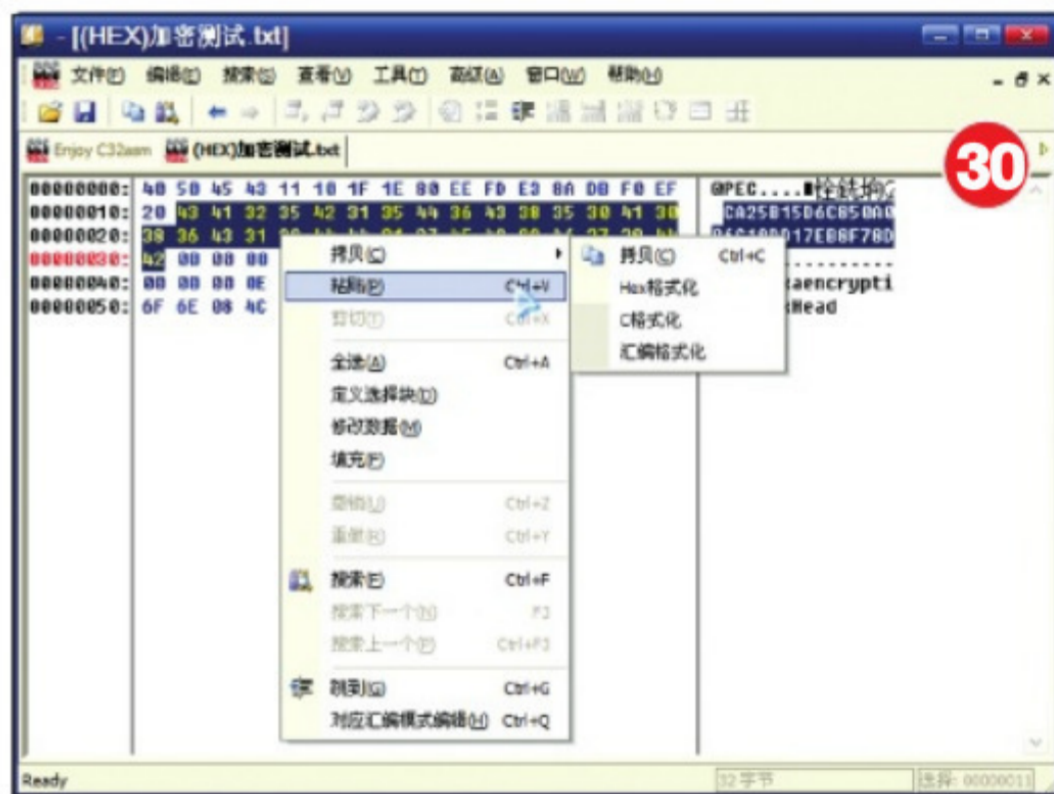 - [(HEX)加密测试.txt]
文件(F) 编辑(E) 搜索(S) 查看(V) 工具(T) 高级(A) 窗口(W) 帮助(H)
Enjoy C32asm (HEX)加密测试.txt
30
00000000: 40 50 45 43 11 10 1F 1E 80 EE FD E3 8A DB F0 EF @PEC....
00000010: 20 43 41 32 35 42 31 35 44 36 43 38 35 30 41 30 CA25B15D6C850A0
00000020: 38 36 43 31
00000030: 42 00 00 00
00000040: 00 00 00 0E aencrypti
00000050: 6F 6E 08 4C Head
拷贝(C)
粘贴(P) Ctrl+V
剪切(T) Ctrl+X
全选(A) Ctrl+A
定义选择块(D)
修改数据(M)
填充(F)
撤销(U) Ctrl+Z
重做(R) Ctrl+Y
搜索(F) Ctrl+F
搜索下一个(N) F3
搜索上一个(P) Ctrl+F3
跳到(G) Ctrl+G
对应汇编模式编辑(H) Ctrl+Q
拷贝(C) Ctrl+C
Hex格式化
C格式化
汇编格式化
Ready 32 字节 选择: 00000011